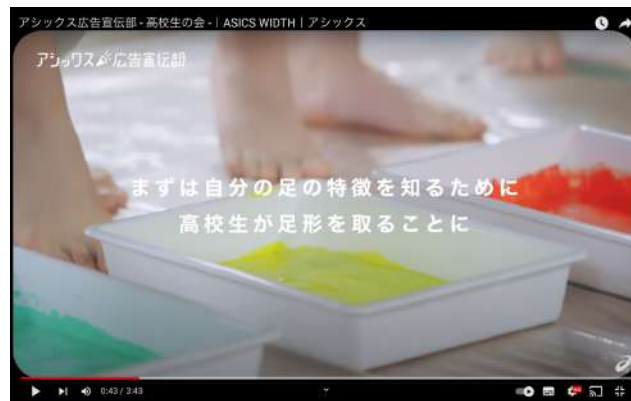 アシックス広告宣伝部 - 高校生の会 - | ASICS WIDTH | アシックス
アシックス広告宣伝部
まずは自分の足の特徴を知るために
高校生が足形を取ることに
0:43 / 3:43